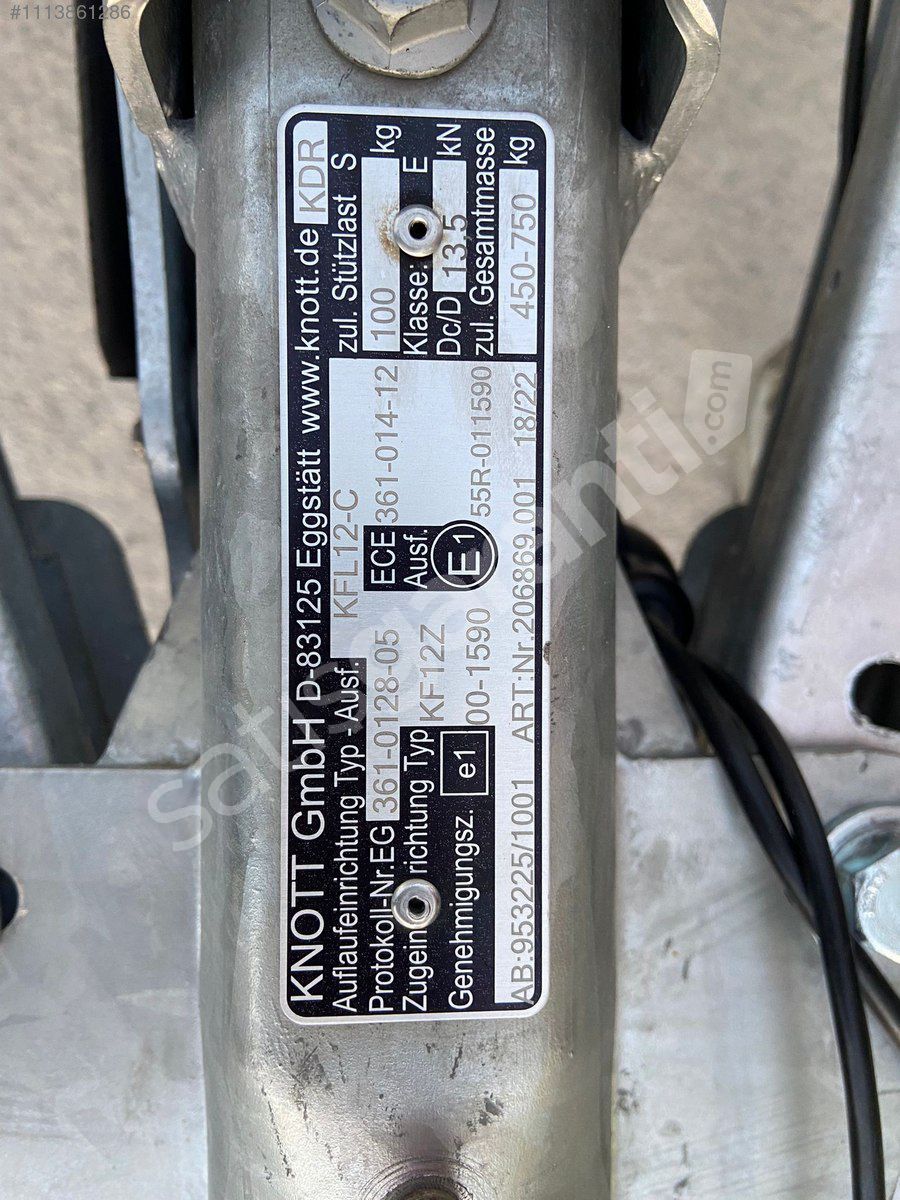 #1113861286
KNOTT GmbH D-83125 Eggstätt www.knott.de KDR
Auflaufeinrichtung Typ -Ausf. KFL12-C
zul. Stützlast S
Protokoll-Nr.EG 361-0128-05 ECE Ausf. 361-014-12
100 kg
Zugeinrichtung Typ KF12Z
Klasse: E
Genehmigungsz. e1 00-1590 E1 55R-011590
Dc/D 13,5 kN
zul. Gesamtmasse
AB:953225/1001 ART:Nr.206869.001 18/22
450-750 kg
satısgaranti.com